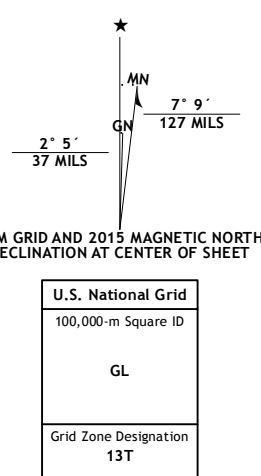 ★
MN
GN
7° 9´
127 MILS
2° 5´
37 MILS
M GRID AND 2015 MAGNETIC NORTH
ECLINATION AT CENTER OF SHEET
U.S. National Grid
100,000-m Square ID
GL
Grid Zone Designation
13T